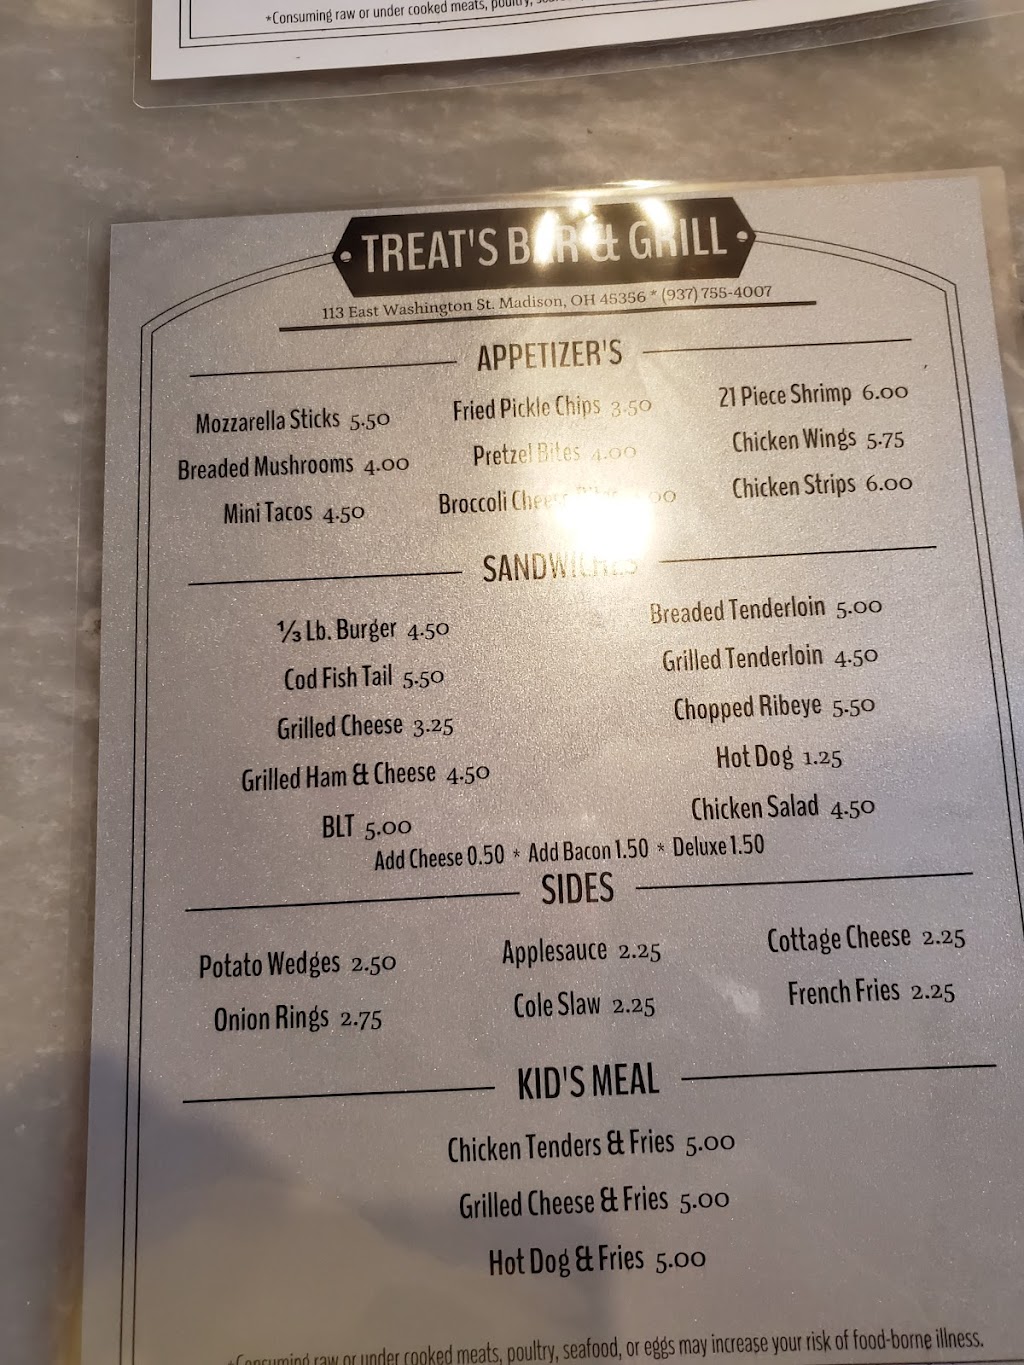 *Consuming raw or under cooked meats, poultry,
TREAT'S BAR & GRILL
113 East Washington St. Madison, OH 45356 * (937) 755-4007
APPETIZER'S
Mozzarella Sticks 5.50 Fried Pickle Chips 3.50 21 Piece Shrimp 6.00
Breaded Mushrooms 4.00 Pretzel Bites 4.00 Chicken Wings 5.75
Mini Tacos 4.50 Broccoli Cheese Chicken Strips 6.00
SANDWICHES
⅓ Lb. Burger 4.50 Breaded Tenderloin 5.00
Cod Fish Tail 5.50 Grilled Tenderloin 4.50
Grilled Cheese 3.25 Chopped Ribeye 5.50
Grilled Ham & Cheese 4.50 Hot Dog 1.25
BLT 5.00 Chicken Salad 4.50
Add Cheese 0.50 * Add Bacon 1.50 * Deluxe 1.50
SIDES
Potato Wedges 2.50 Applesauce 2.25 Cottage Cheese 2.25
Onion Rings 2.75 Cole Slaw 2.25 French Fries 2.25
KID'S MEAL
Chicken Tenders & Fries 5.00
Grilled Cheese & Fries 5.00
Hot Dog & Fries 5.00
*Consuming raw or under cooked meats, poultry, seafood, or eggs may increase your risk of food-borne illness.